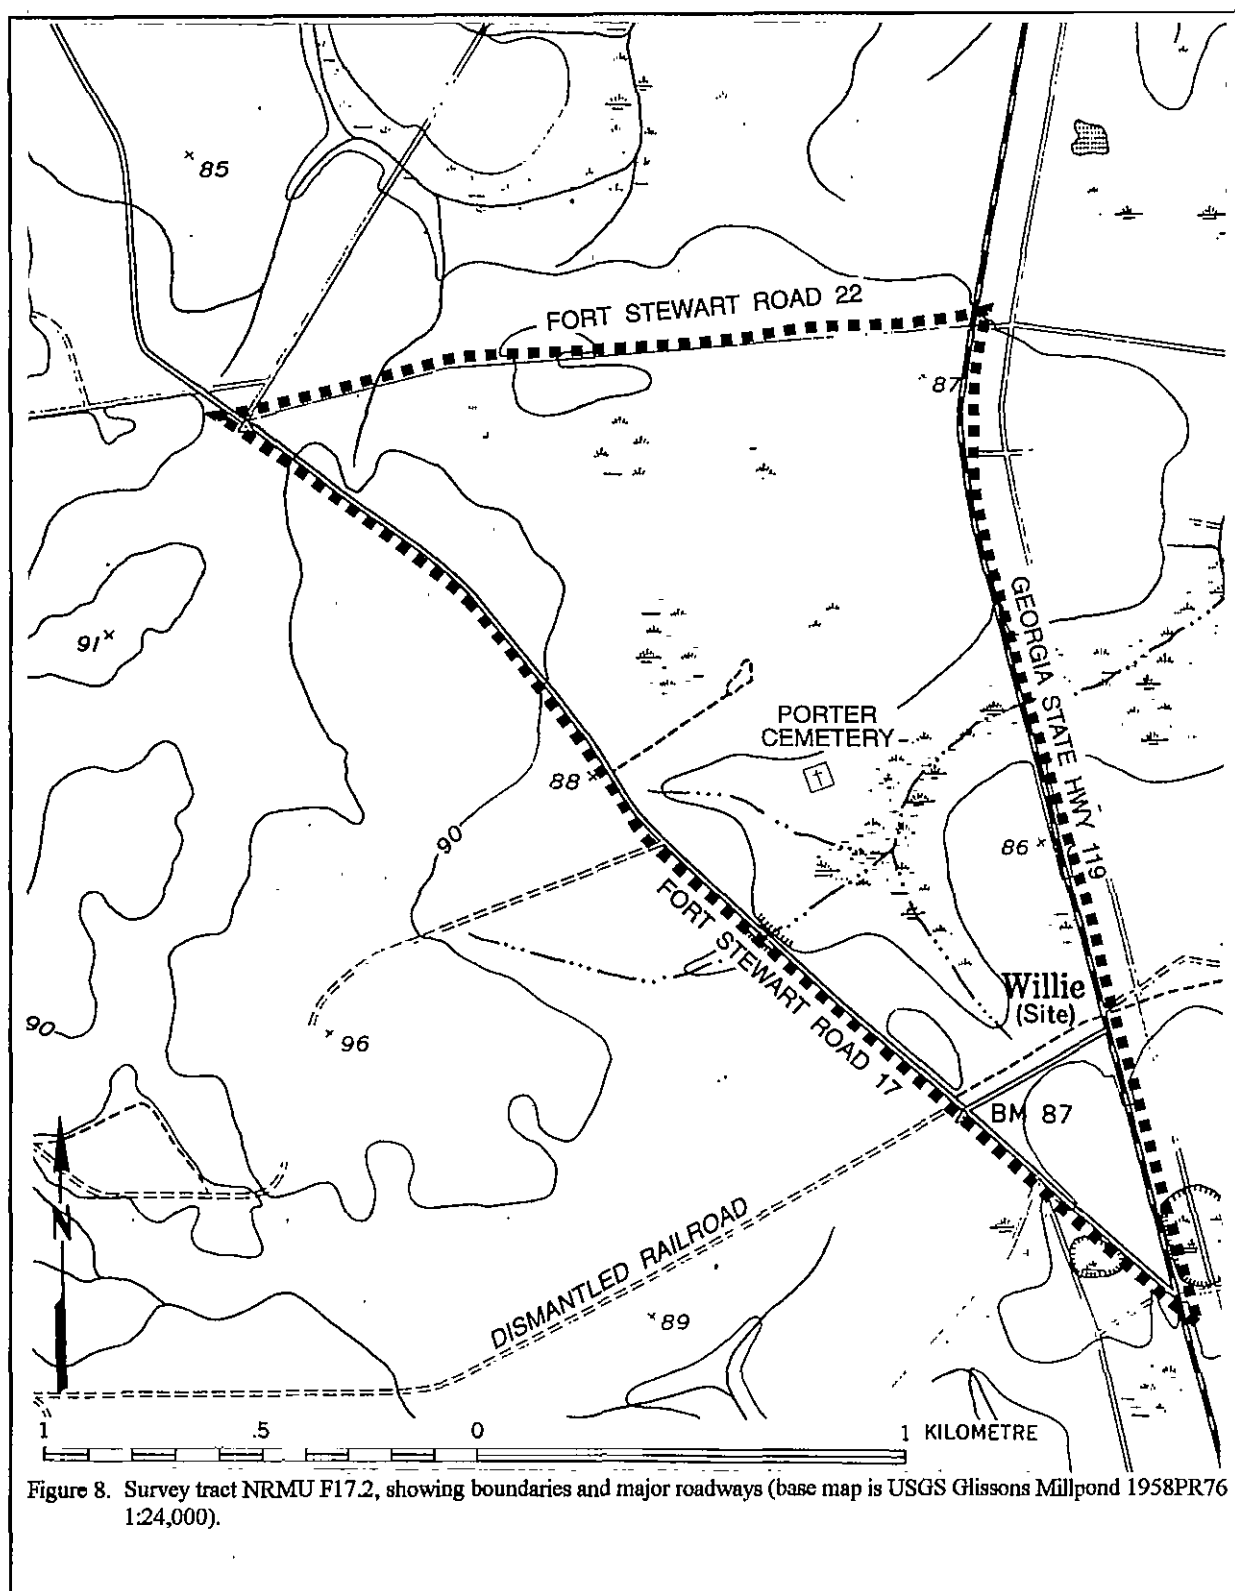 85
FORT STEWART ROAD 22
87
91
PORTER
CEMETERY
88
90
86
GEORGIA STATE HWY 119
FORT STEWART ROAD 17
Willie
(Site)
90
96
BM 87
N
DISMANTLED RAILROAD
89
1 .5 0 1 KILOMETRE
Figure 8. Survey tract NRMU F17.2, showing boundaries and major roadways (base map is USGS Glissons Millpond 1958PR76
1:24,000).